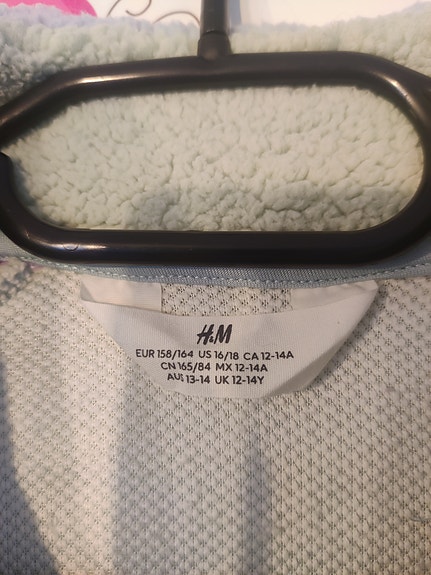 H&M
EUR 158/164 US 16/18 CA 12-14A
CN 165/84 MX 12-14A
AUS 13-14 UK 12-14Y